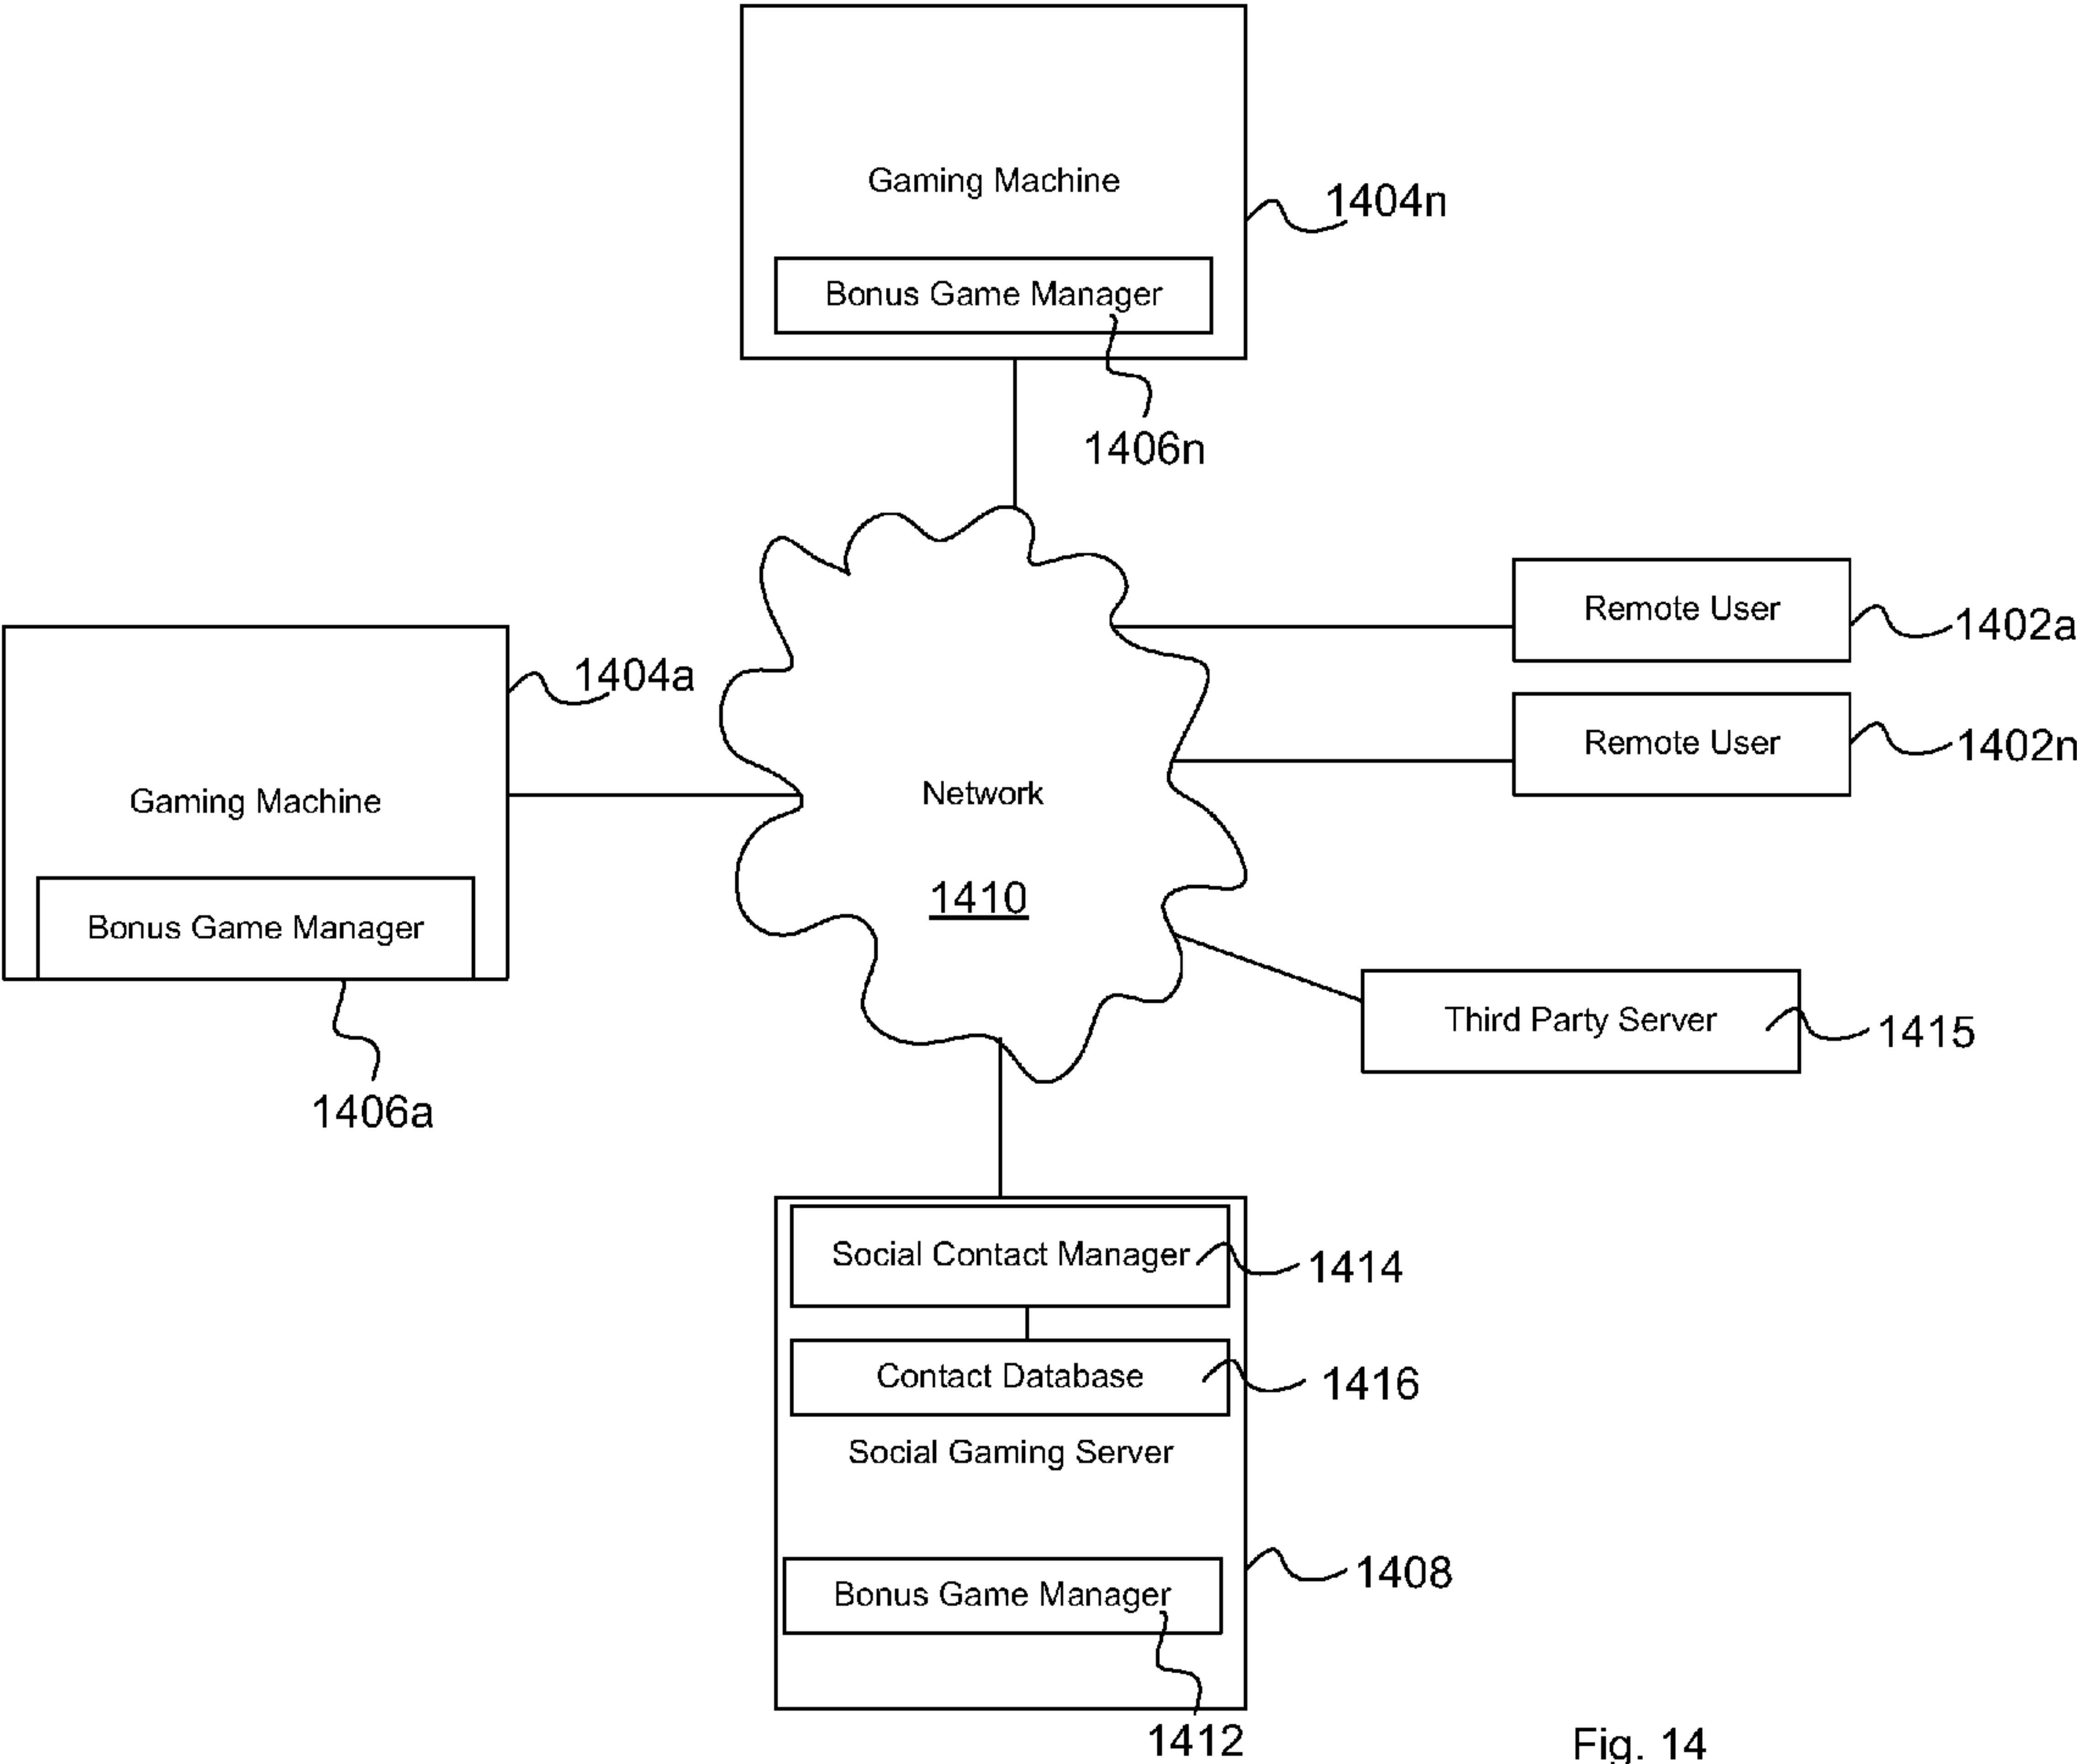 Gaming Machine
1404n
Bonus Game Manager
1406n
Remote User
1402a
1404a
Remote User
1402n
Gaming Machine
Network
1410
Bonus Game Manager
Third Party Server
1415
1406a
Social Contact Manager
1414
Contact Database
1416
Social Gaming Server
1408
Bonus Game Manager
1412
Fig. 14